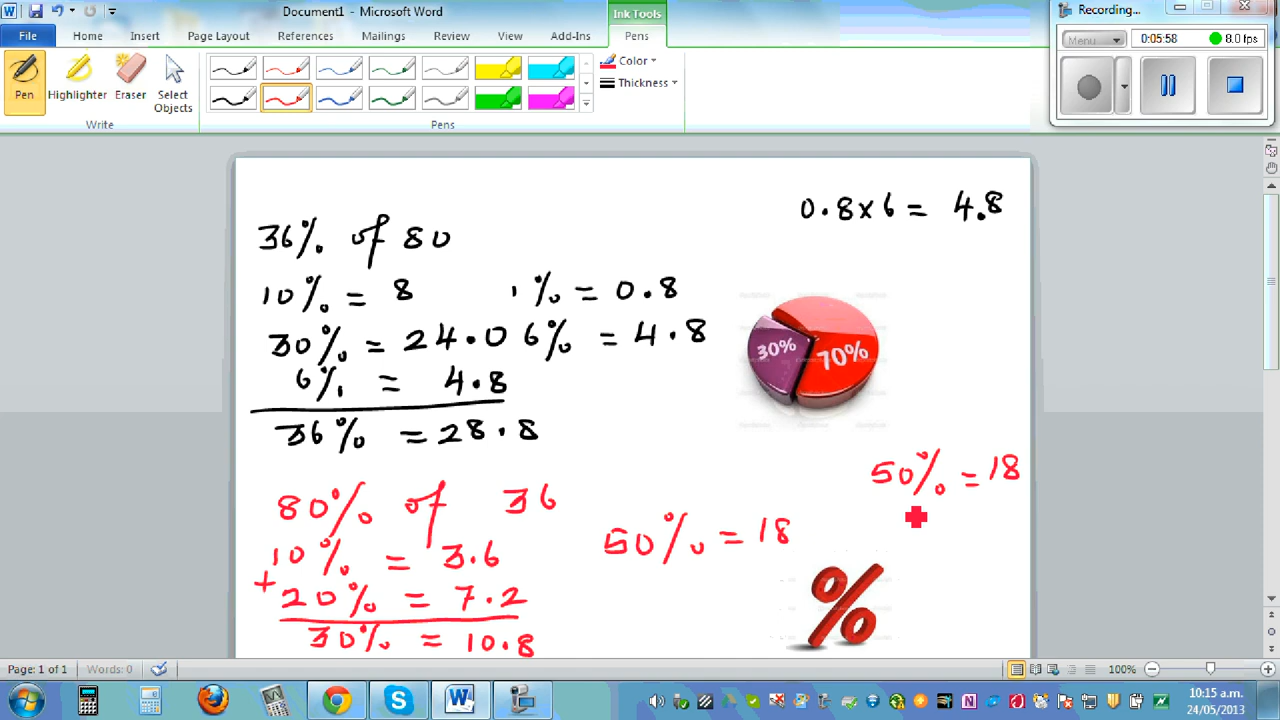 Document1 - Microsoft Word
Ink Tools
Recording...
File Home Insert Page Layout References Mailings Review View Add-Ins Pens
Menu 0:05:58 8.0 fps
Pen Highlighter Eraser Select Objects
Color
Thickness
Write Pens
0.8x6 = 4.8
36% of 80
10% = 8 1% = 0.8
30% = 24.0 6% = 4.8
6% = 4.8
36% = 28.8
30% 70%
50% = 18
80% of 36
50% = 18
10% = 3.6
+ 20% = 7.2
30% = 10.8
%
Page: 1 of 1 Words: 0 100%
10:15 a.m.
24/05/2013